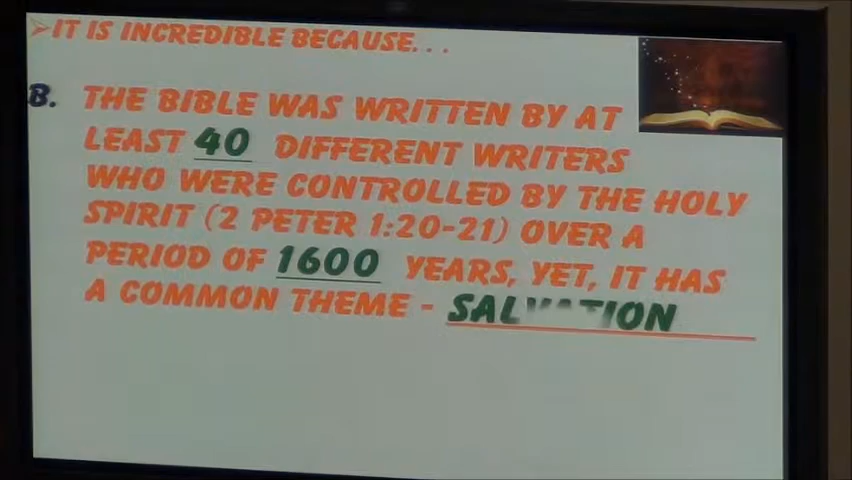 ➢IT IS INCREDIBLE BECAUSE. . .
B. THE BIBLE WAS WRITTEN BY AT
LEAST 40 DIFFERENT WRITERS
WHO WERE CONTROLLED BY THE HOLY
SPIRIT (2 PETER 1:20-21) OVER A
PERIOD OF 1600 YEARS, YET, IT HAS
A COMMON THEME - SALVATION